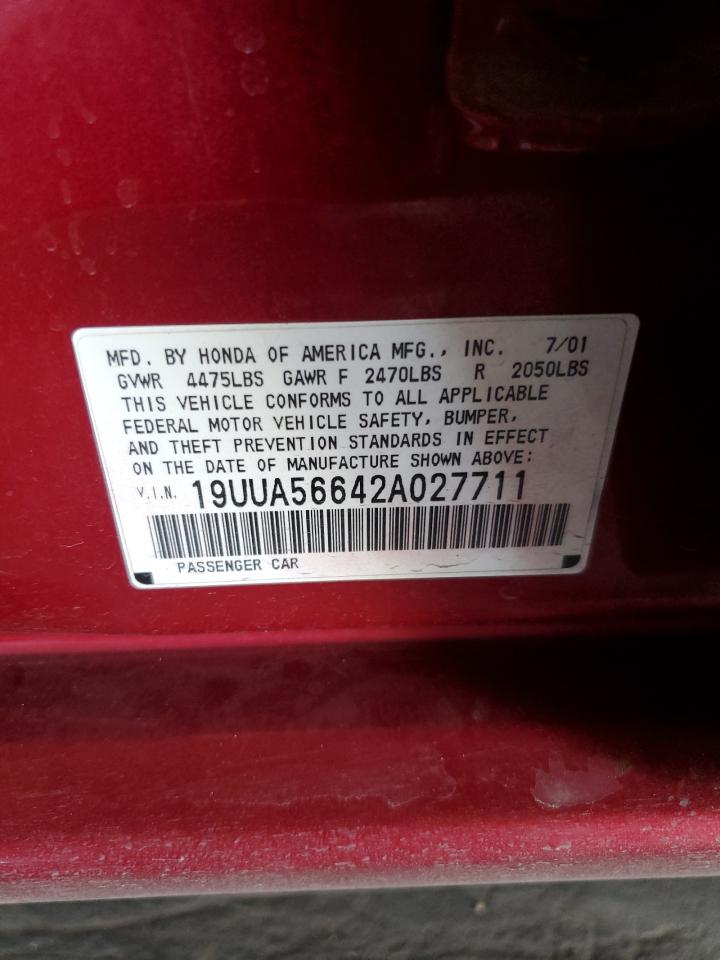 MFD. BY HONDA OF AMERICA MFG., INC. 7/01
GVWR 4475LBS GAWR F 2470LBS R 2050LBS
THIS VEHICLE CONFORMS TO ALL APPLICABLE
FEDERAL MOTOR VEHICLE SAFETY, BUMPER,
AND THEFT PREVENTION STANDARDS IN EFFECT
ON THE DATE OF MANUFACTURE SHOWN ABOVE:
V.I.N. 19UUA56642A027711
PASSENGER CAR